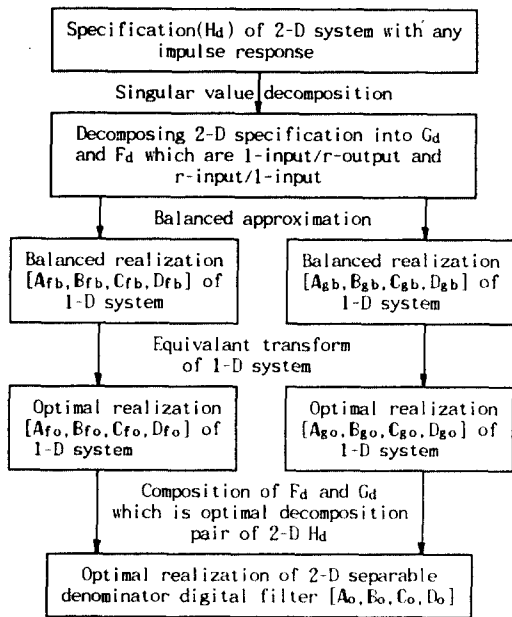 Specification(Hd) of 2-D system with any
impulse response
Singular value decomposition
Decomposing 2-D specification into Gd
and Fd which are 1-input/r-output and
r-input/1-input
Balanced approximation
Balanced realization
[Afb,Bfb,Cfb,Dfb] of
1-D system
Balanced realization
[Agb,Bgb,Cgb,Dgb] of
1-D system
Equivalant transform
of 1-D system
Optimal realization
[Afo,Bfo,Cfo,Dfo] of
1-D system
Optimal realization
[Ago,Bgo,Cgo,Dgo] of
1-D system
Composition of Fd and Gd
which is optimal decomposition
pair of 2-D Hd
Optimal realization of 2-D separable
denominator digital filter [Ao,Bo,Co,Do]